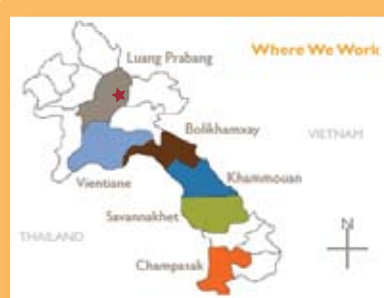 Luang Prabang
Where We Work
Bolikhamxay
VIETNAM
Khammouan
Vientiane
Savannakhet
THAILAND
N
Champasak